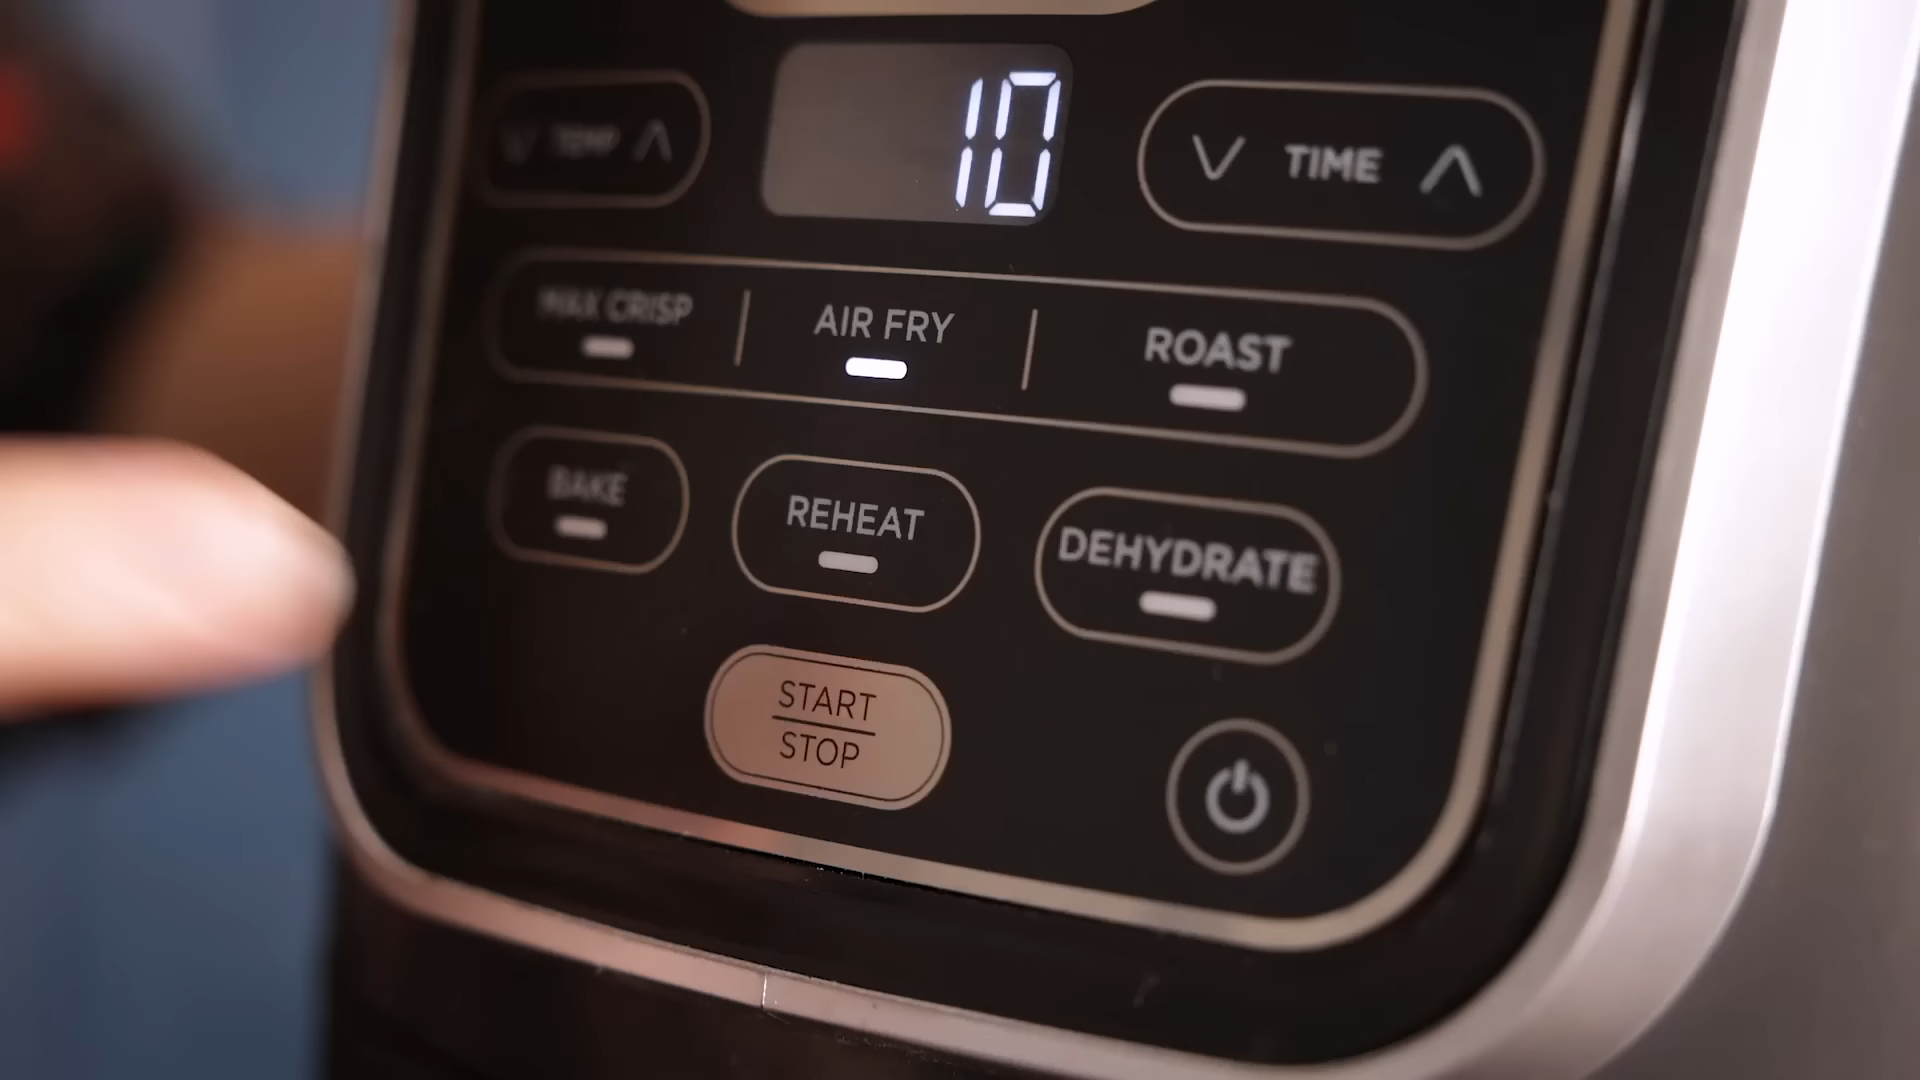 10
TEMP
TIME
MAX CRISP
AIR FRY
ROAST
BAKE
REHEAT
DEHYDRATE
START
STOP